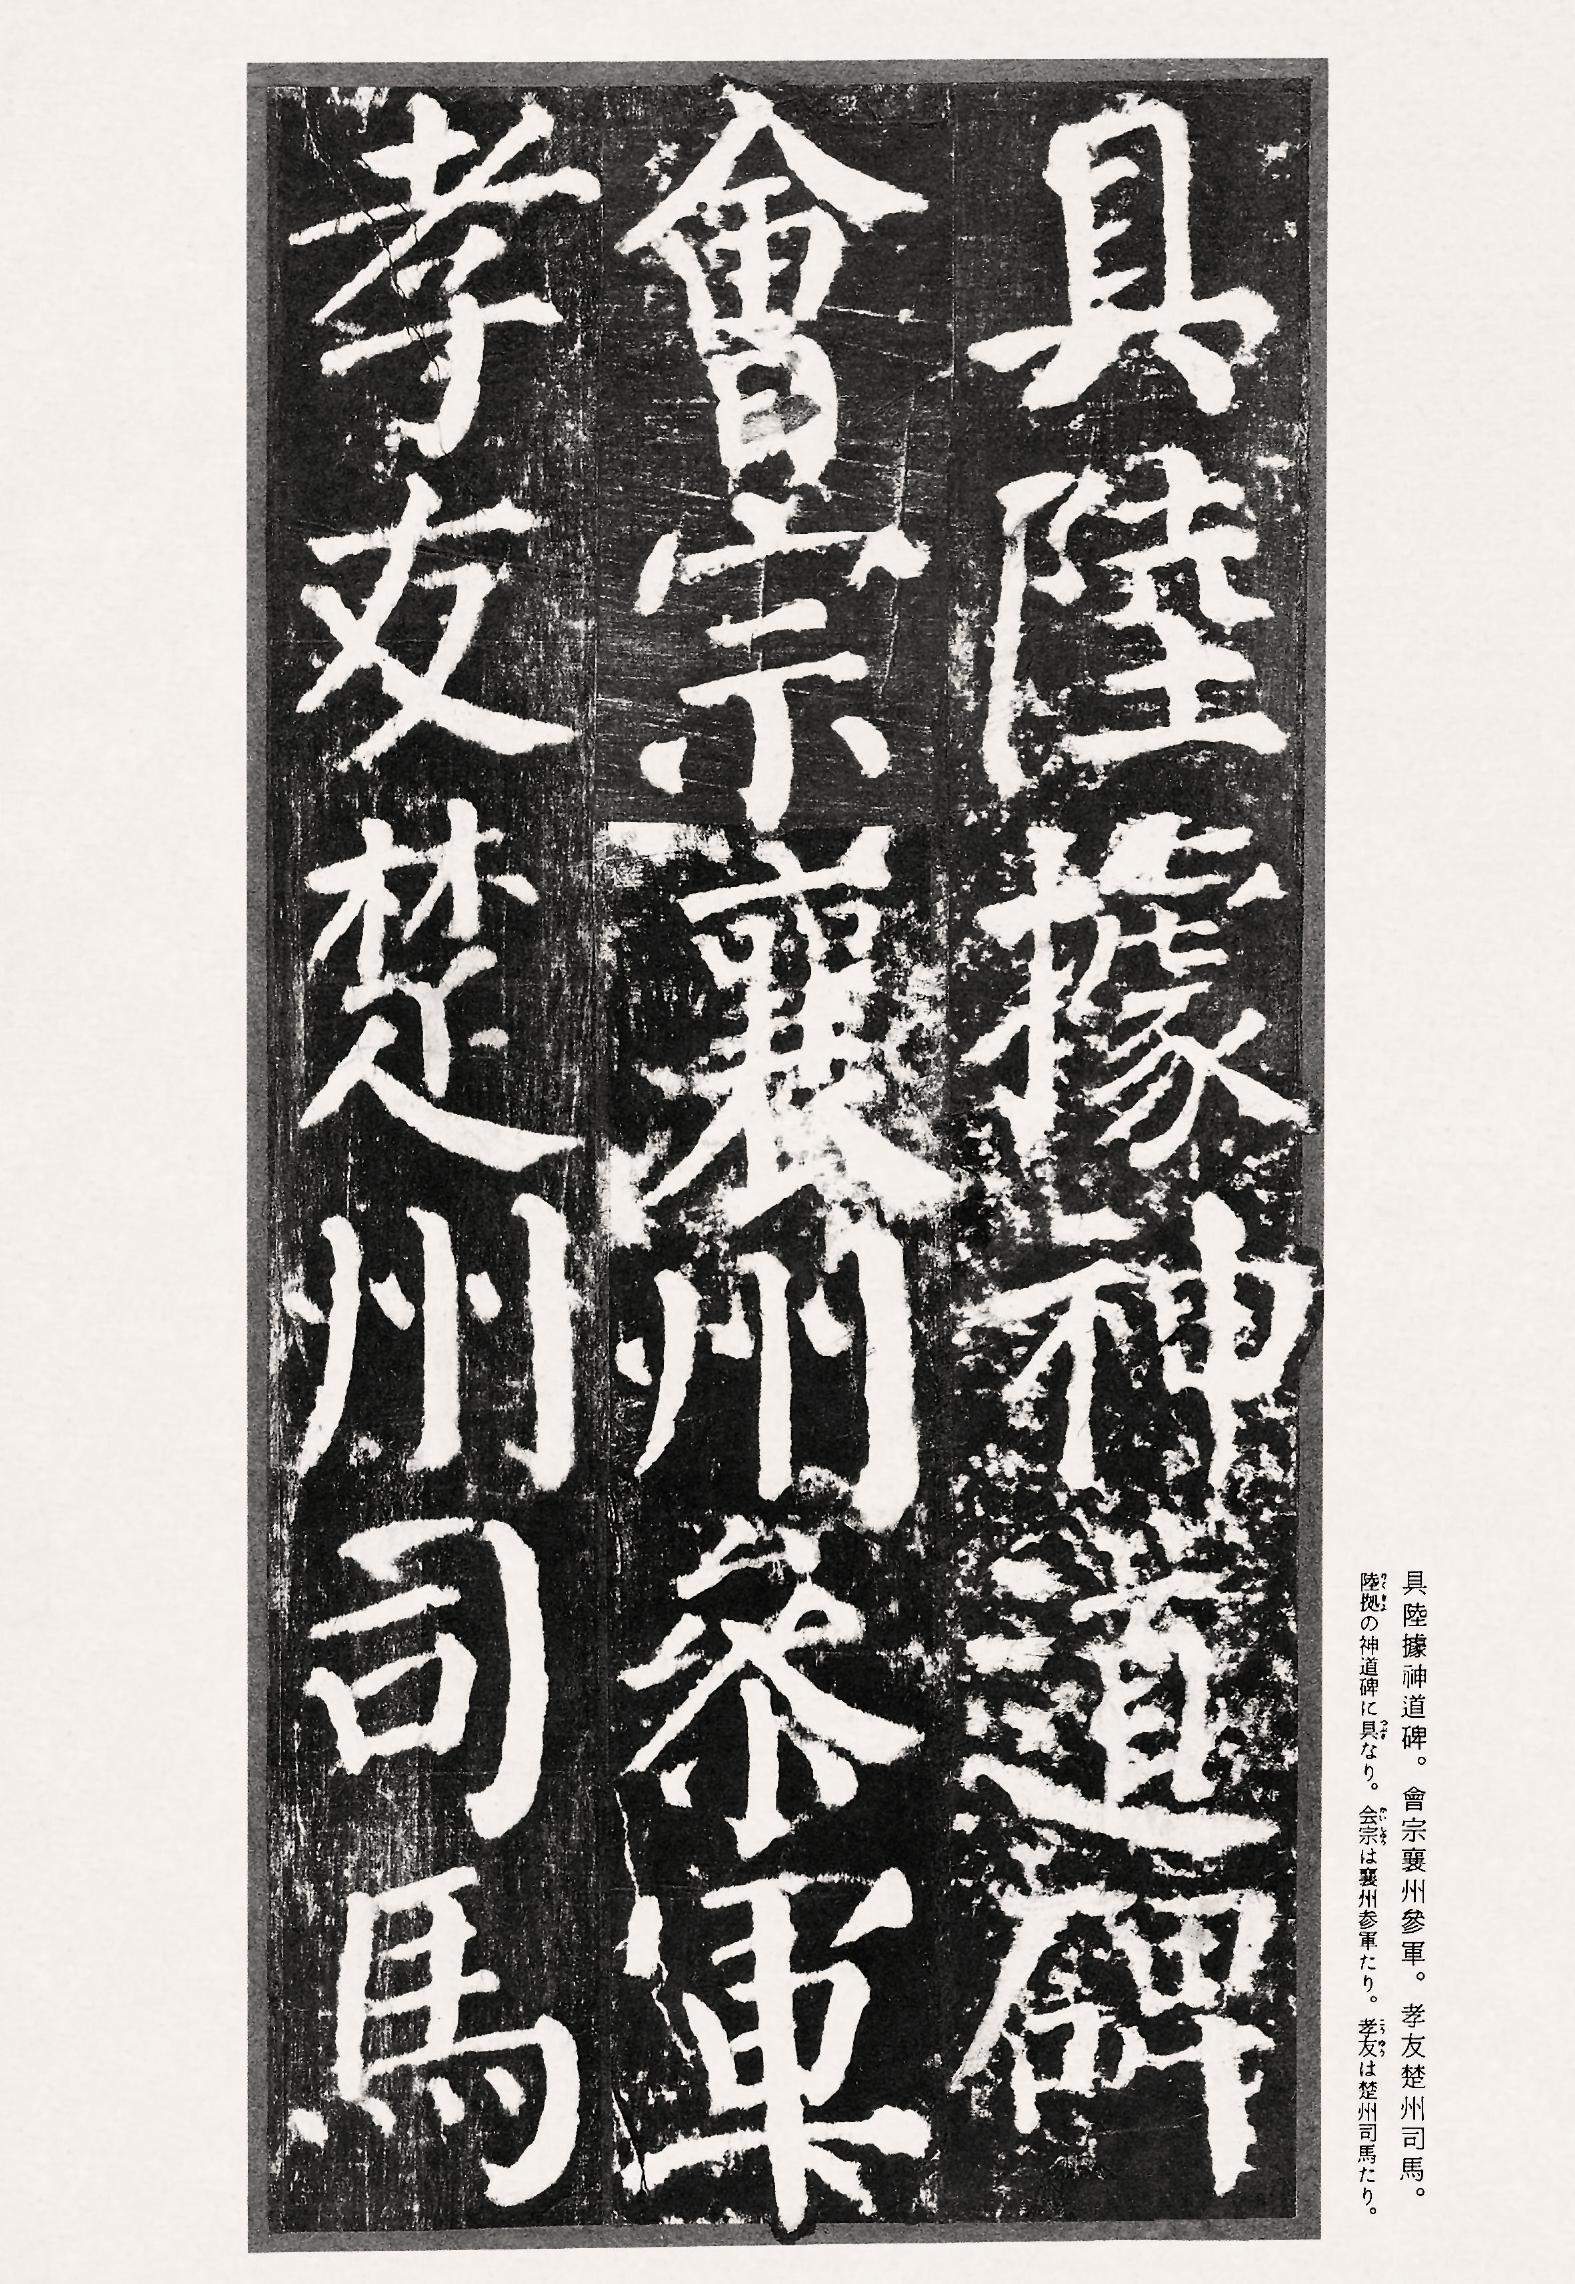 具陸據神道碑
會宗襄州參軍
孝友楚州司馬
具陸據神道碑。會宗襄州參軍。孝友楚州司馬。
陸拠の神道碑に具なり。会宗は襄州参軍たり。孝友は楚州司馬たり。